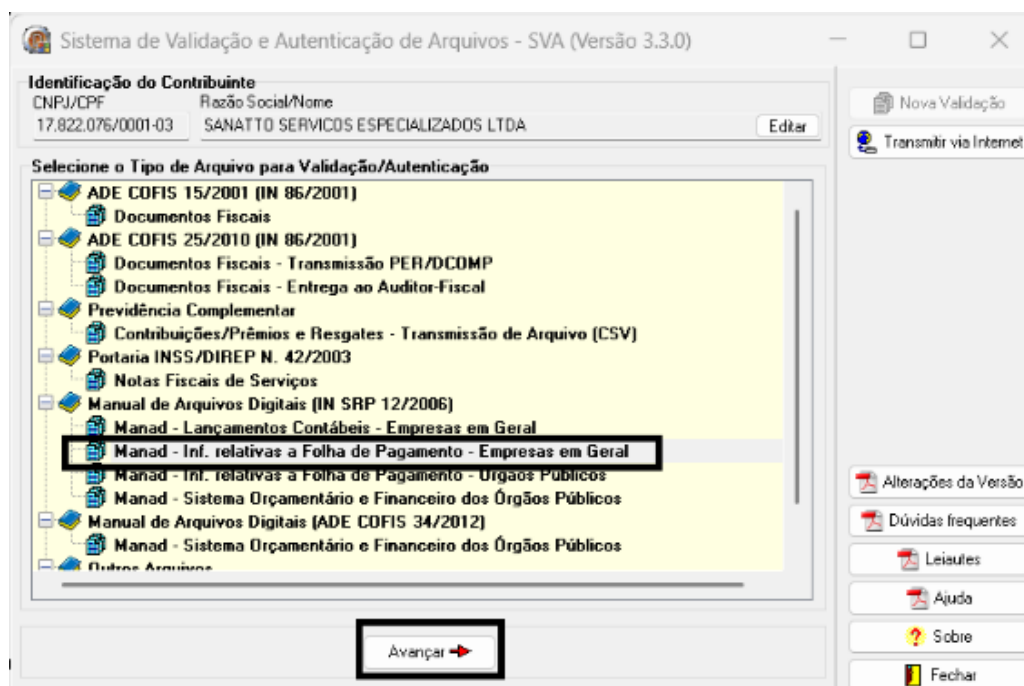 Sistema de Validação e Autenticação de Arquivos - SVA (Versão 3.3.0)
Identificação do Contribuinte
CNPJ/CPF Razão Social/Nome
17.822.076/0001-03 SANATTO SERVICOS ESPECIALIZADOS LTDA Editar
Nova Validação
Transmitir via Internet
Selecione o Tipo de Arquivo para Validação/Autenticação
ADE COFIS 15/2001 (IN 86/2001)
Documentos Fiscais
ADE COFIS 25/2010 (IN 86/2001)
Documentos Fiscais - Transmissão PER/DCOMP
Documentos Fiscais - Entrega ao Auditor-Fiscal
Previdência Complementar
Contribuições/Prêmios e Resgates - Transmissão de Arquivo (CSV)
Portaria INSS/DIREP N. 42/2003
Notas Fiscais de Serviços
Manual de Arquivos Digitais (IN SRP 12/2006)
Manad - Lançamentos Contábeis - Empresas em Geral
Manad - Inf. relativas a Folha de Pagamento - Empresas em Geral
Manad - Inf. relativas a Folha de Pagamento - Órgãos Públicos
Manad - Sistema Orçamentário e Financeiro dos Órgãos Públicos
Manual de Arquivos Digitais (ADE COFIS 34/2012)
Manad - Sistema Orçamentário e Financeiro dos Órgãos Públicos
Outros Arquivos
Alterações da Versão
Dúvidas frequentes
Leiautes
Ajuda
Sobre
Fechar
Avançar